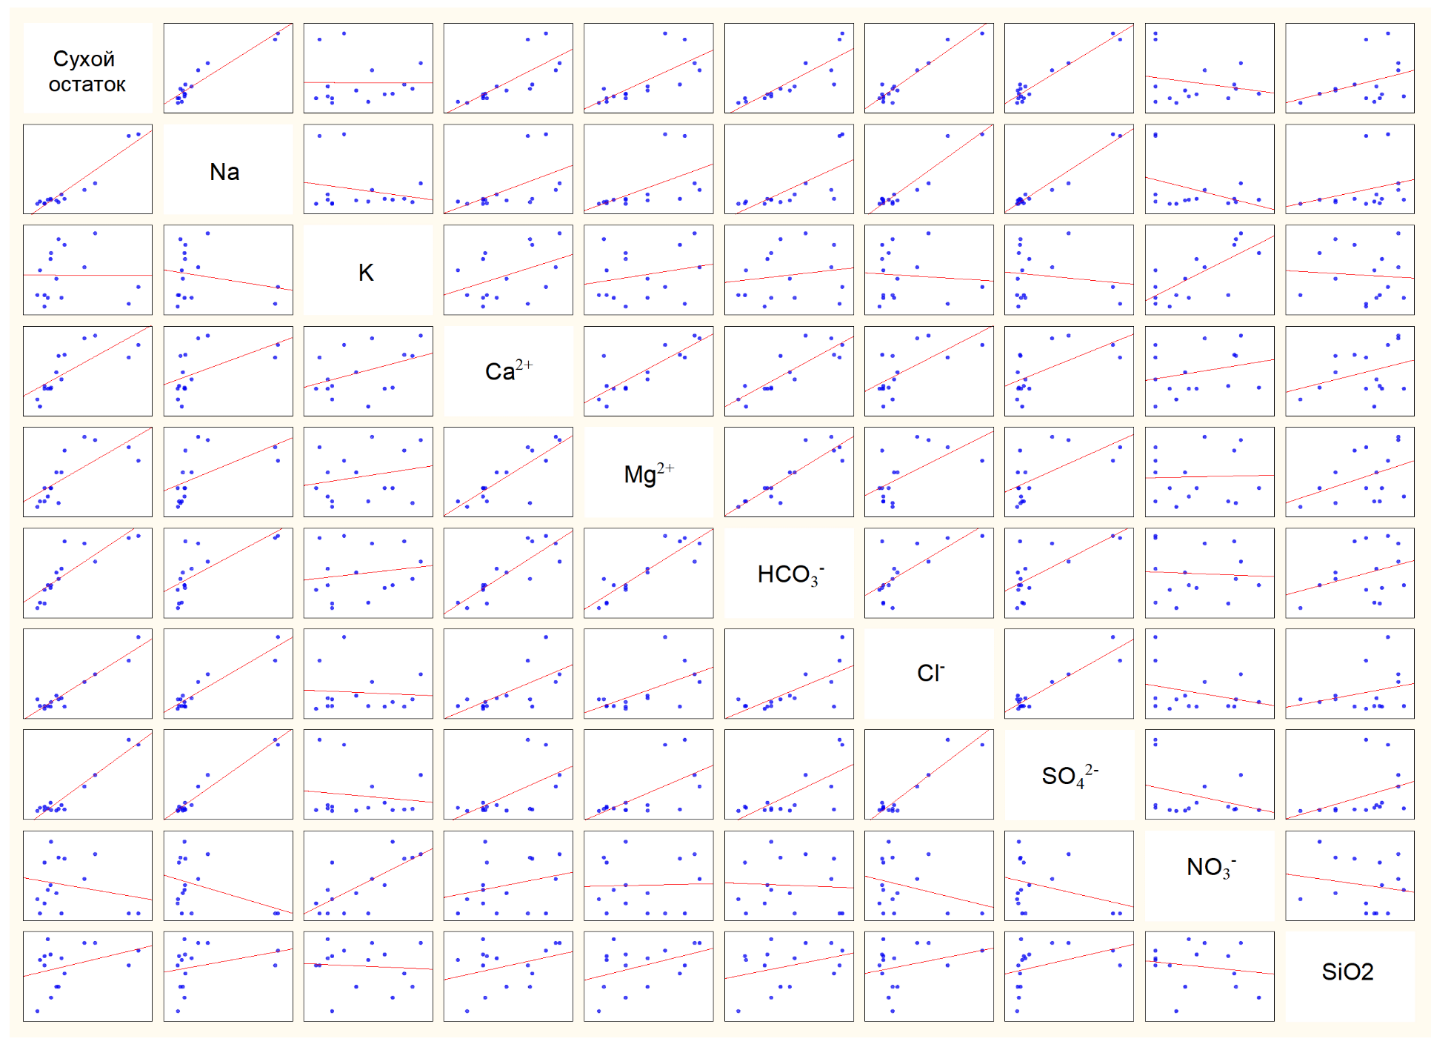 Сухой
остаток
Na
K
Ca²⁺
Mg²⁺
HCO₃⁻
Cl⁻
SO₄²⁻
NO₃⁻
SiO2